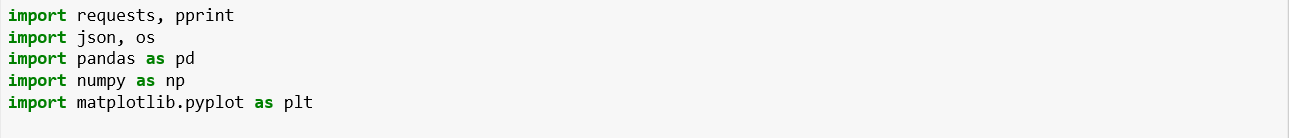 import requests, pprint
import json, os
import pandas as pd
import numpy as np
import matplotlib.pyplot as plt